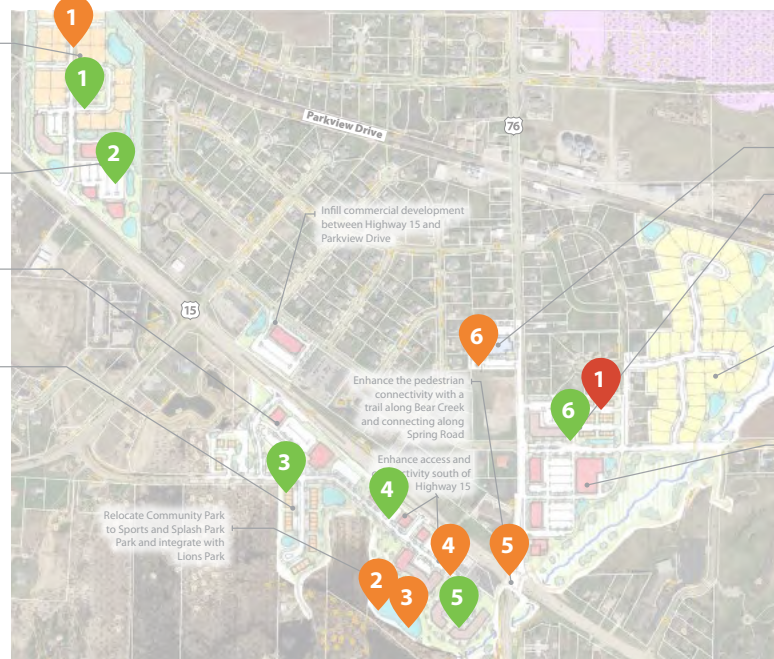 1
1
2
Parkview Drive
76
Infill commercial development
between Highway 15 and
Parkview Drive
15
6
Enhance the pedestrian
connectivity with a
trail along Bear Creek
and connecting along
Spring Road
1
6
3
Enhance access and
south of
Highway 15
4
Relocate Community Park
to Sports and Splash Park
Park and integrate with
Lions Park
4
5
2
3
5